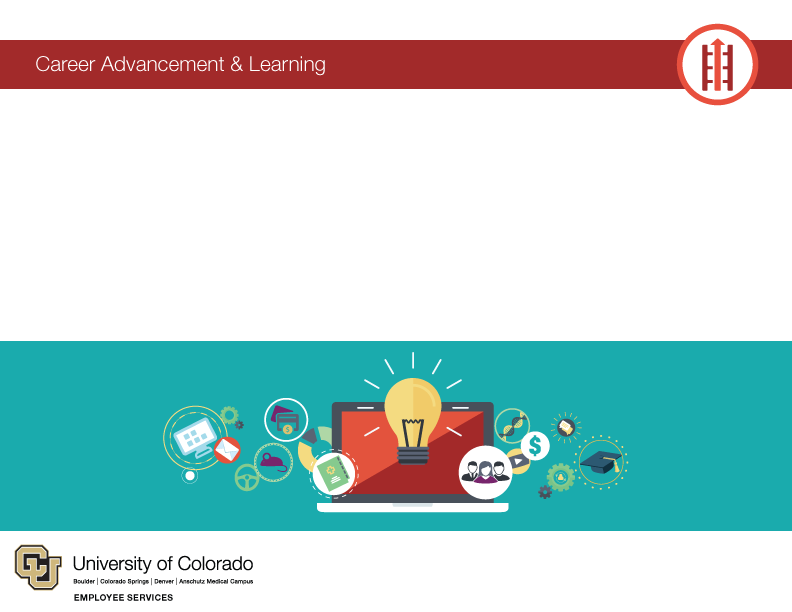 Career Advancement & Learning
University of Colorado
Boulder | Colorado Springs | Denver | Anschutz Medical Campus
EMPLOYEE SERVICES